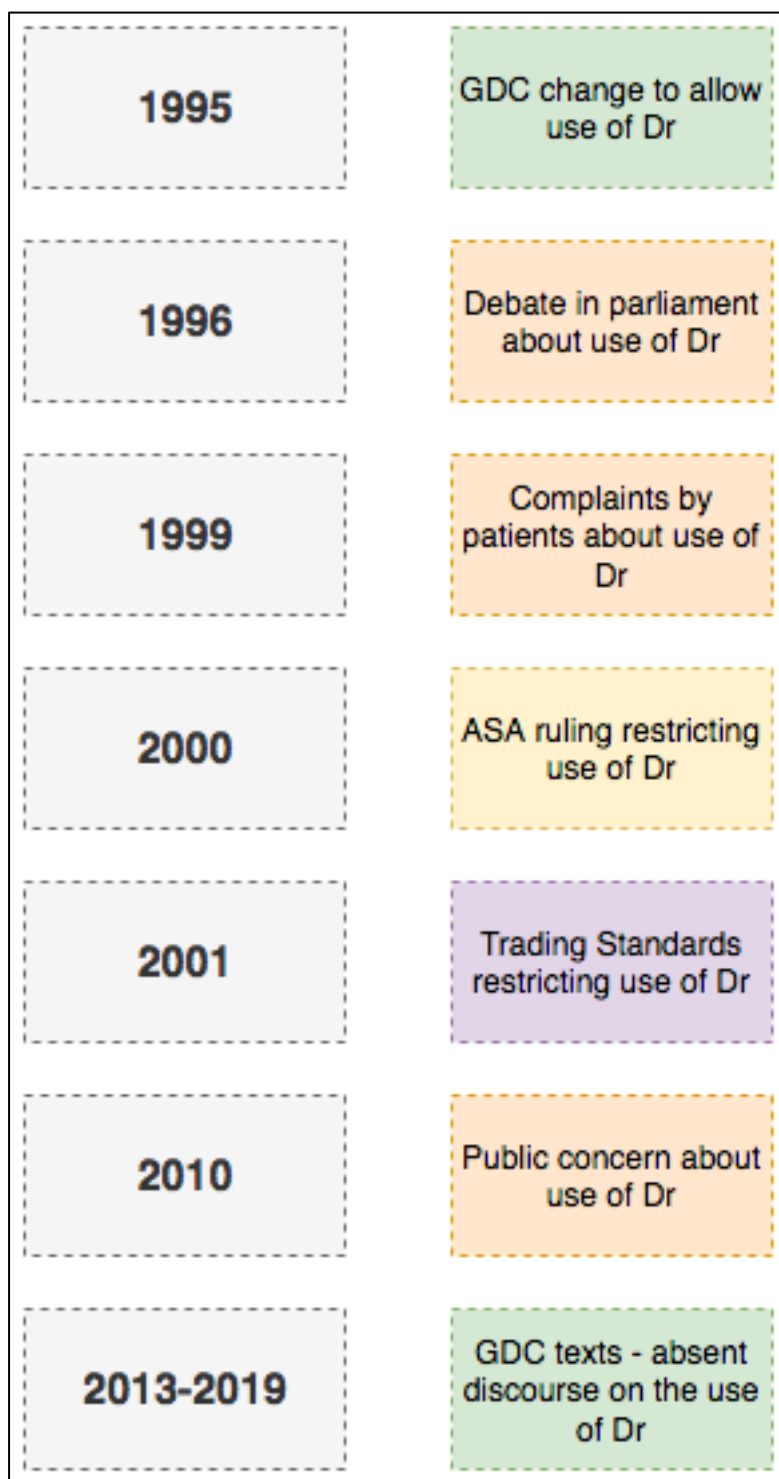 1995
GDC change to allow
use of Dr
1996
Debate in parliament
about use of Dr
1999
Complaints by
patients about use of
Dr
2000
ASA ruling restricting
use of Dr
2001
Trading Standards
restricting use of Dr
2010
Public concern about
use of Dr
2013-2019
GDC texts - absent
discourse on the use
of Dr